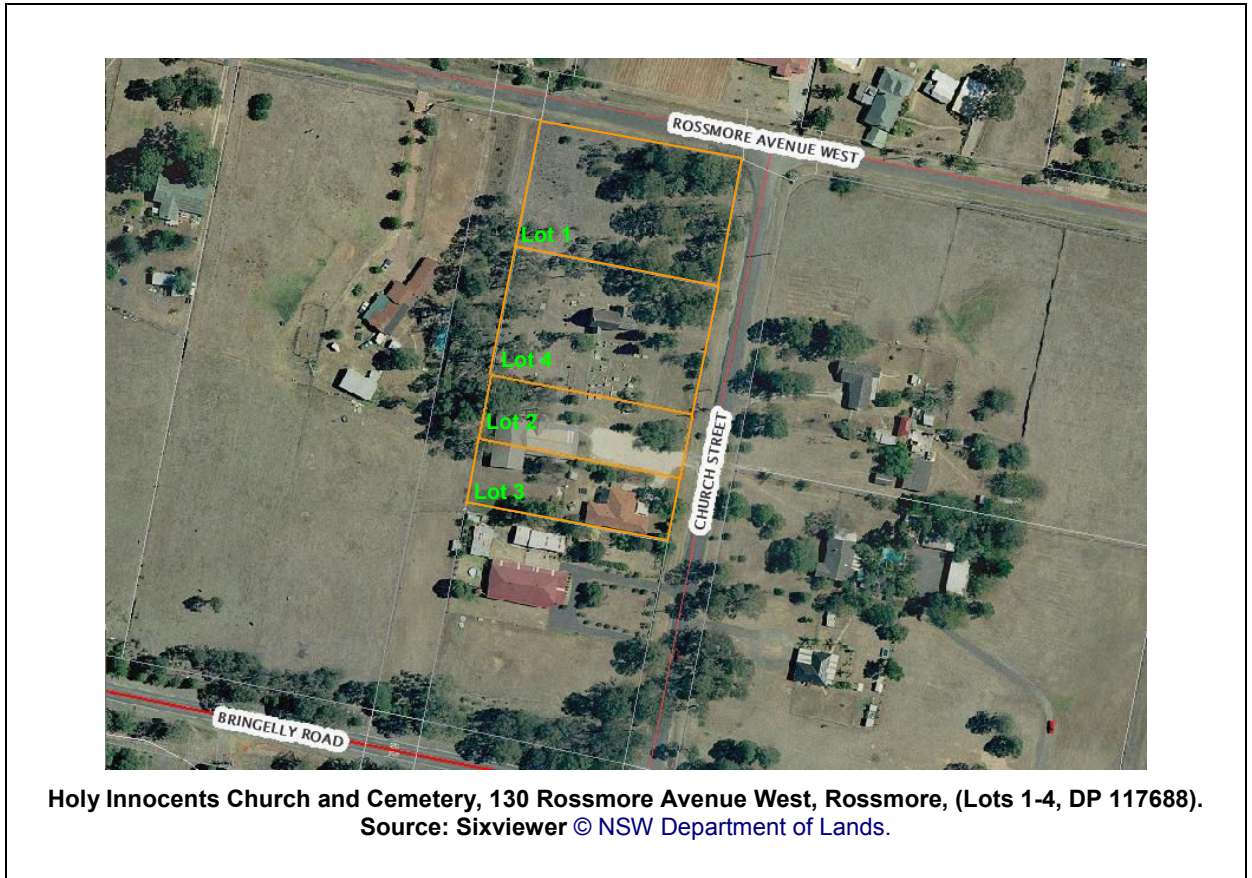 ROSSMORE AVENUE WEST
Lot 1
Lot 4
Lot 2
CHURCH STREET
Lot 3
BRINGELLY ROAD
Holy Innocents Church and Cemetery, 130 Rossmore Avenue West, Rossmore, (Lots 1-4, DP 117688).
Source: Sixviewer © NSW Department of Lands.